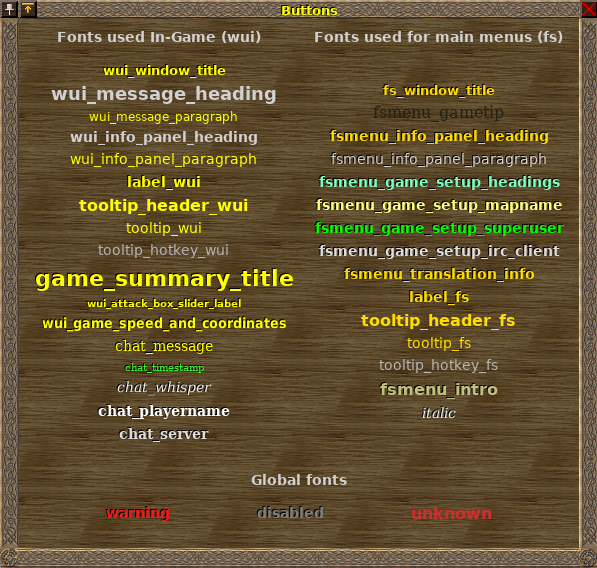 Buttons
Fonts used In-Game (wui)
wui_window_title
wui_message_heading
wui_message_paragraph
wui_info_panel_heading
wui_info_panel_paragraph
label_wui
tooltip_header_wui
tooltip_wui
tooltip_hotkey_wui
game_summary_title
wui_attack_box_slider_label
wui_game_speed_and_coordinates
chat_message
chat_timestamp
chat_whisper
chat_playername
chat_server
Fonts used for main menus (fs)
fs_window_title
fsmenu_gametip
fsmenu_info_panel_heading
fsmenu_info_panel_paragraph
fsmenu_game_setup_headings
fsmenu_game_setup_mapname
fsmenu_game_setup_superuser
fsmenu_game_setup_irc_client
fsmenu_translation_info
label_fs
tooltip_header_fs
tooltip_fs
tooltip_hotkey_fs
fsmenu_intro
italic
Global fonts
warning disabled unknown